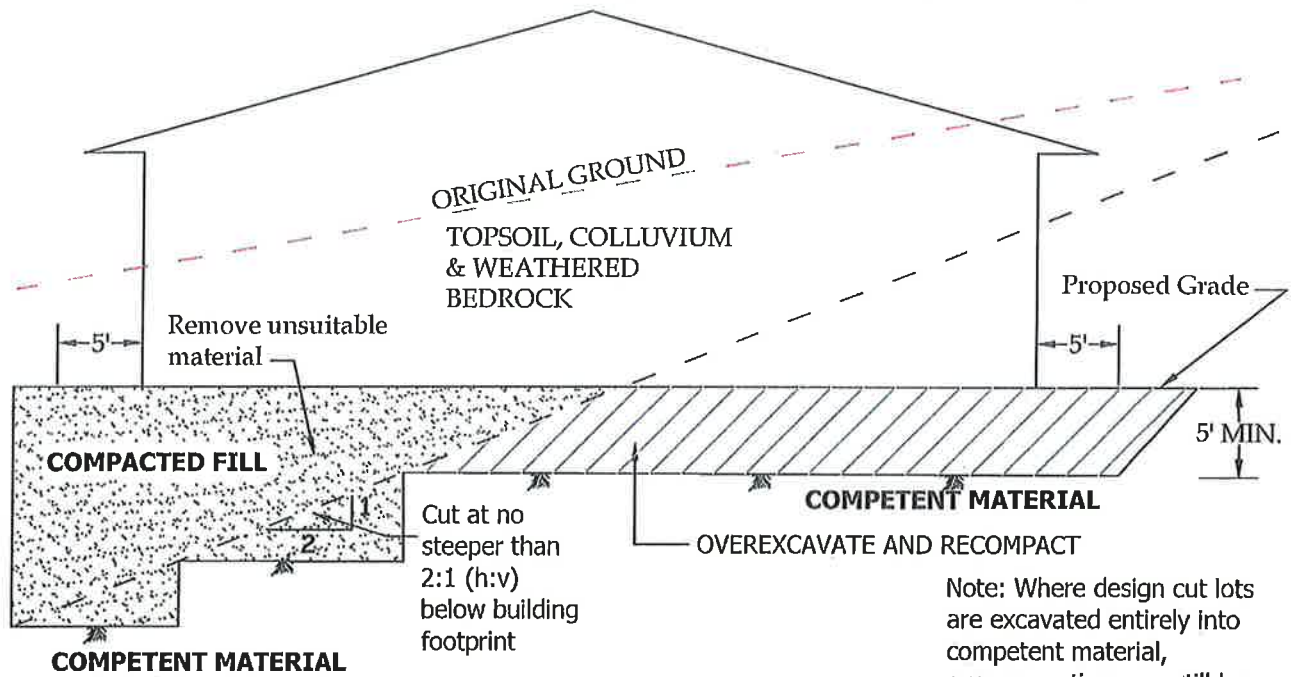 ORIGINAL GROUND
TOPSOIL, COLLUVIUM
& WEATHERED
BEDROCK
Proposed Grade
Remove unsuitable
material
5'
5'
5' MIN.
COMPACTED FILL
COMPETENT MATERIAL
1
2
Cut at no
steeper than
2:1 (h:v)
below building
footprint
OVEREXCAVATE AND RECOMPACT
Note: Where design cut lots
are excavated entirely into
competent material,
COMPETENT MATERIAL